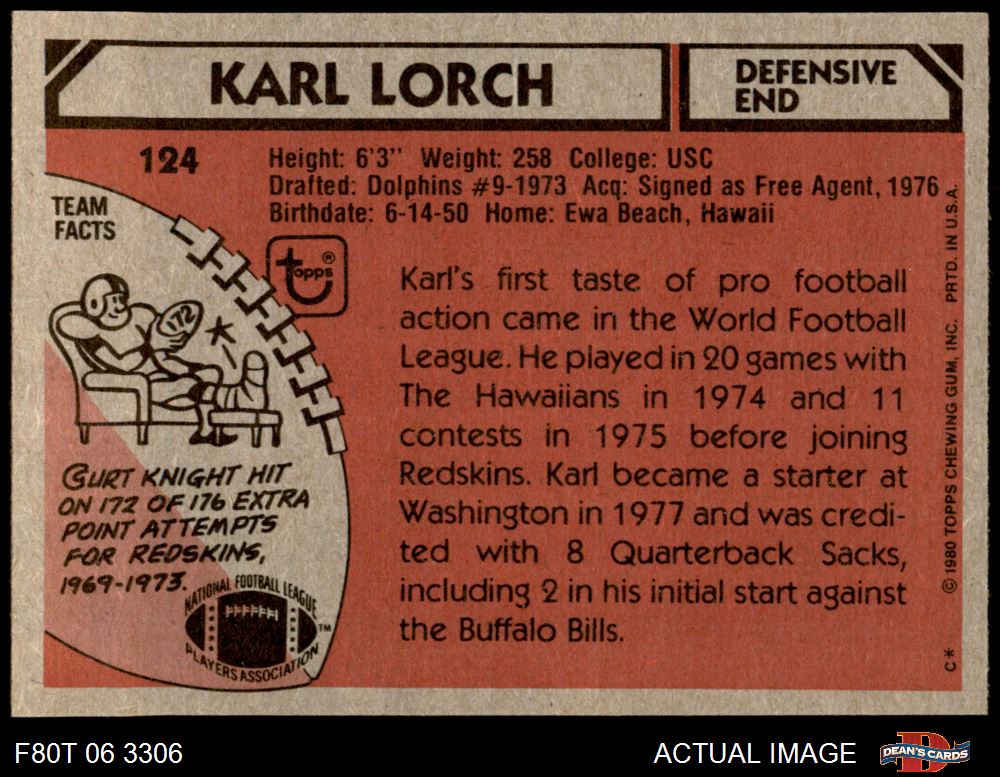 KARL LORCH
DEFENSIVE
END
124
Height: 6'3'' Weight: 258 College: USC
Drafted: Dolphins #9-1973 Acq: Signed as Free Agent, 1976
Birthdate: 6-14-50 Home: Ewa Beach, Hawaii
TEAM
FACTS
172
topps®
Karl's first taste of pro football
action came in the World Football
League. He played in 20 games with
The Hawaiians in 1974 and 11
contests in 1975 before joining
Redskins. Karl became a starter at
Washington in 1977 and was credi-
ted with 8 Quarterback Sacks,
including 2 in his initial start against
the Buffalo Bills.
CURT KNIGHT HIT
ON 172 OF 176 EXTRA
POINT ATTEMPTS
FOR REDSKINS,
1969-1973.
NATIONAL FOOTBALL LEAGUE
PLAYERS ASSOCIATION
TM
© 1980 TOPPS CHEWING GUM, INC. PRTD. IN U.S.A.
C*
F80T 06 3306
ACTUAL IMAGE
DEAN'S CARDS